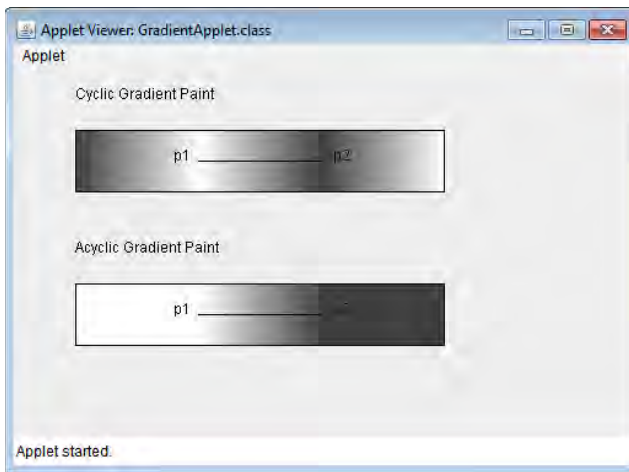 Applet Viewer: GradientApplet.class
Applet
Cyclic Gradient Paint
p1 p2
Acyclic Gradient Paint
p1
Applet started.